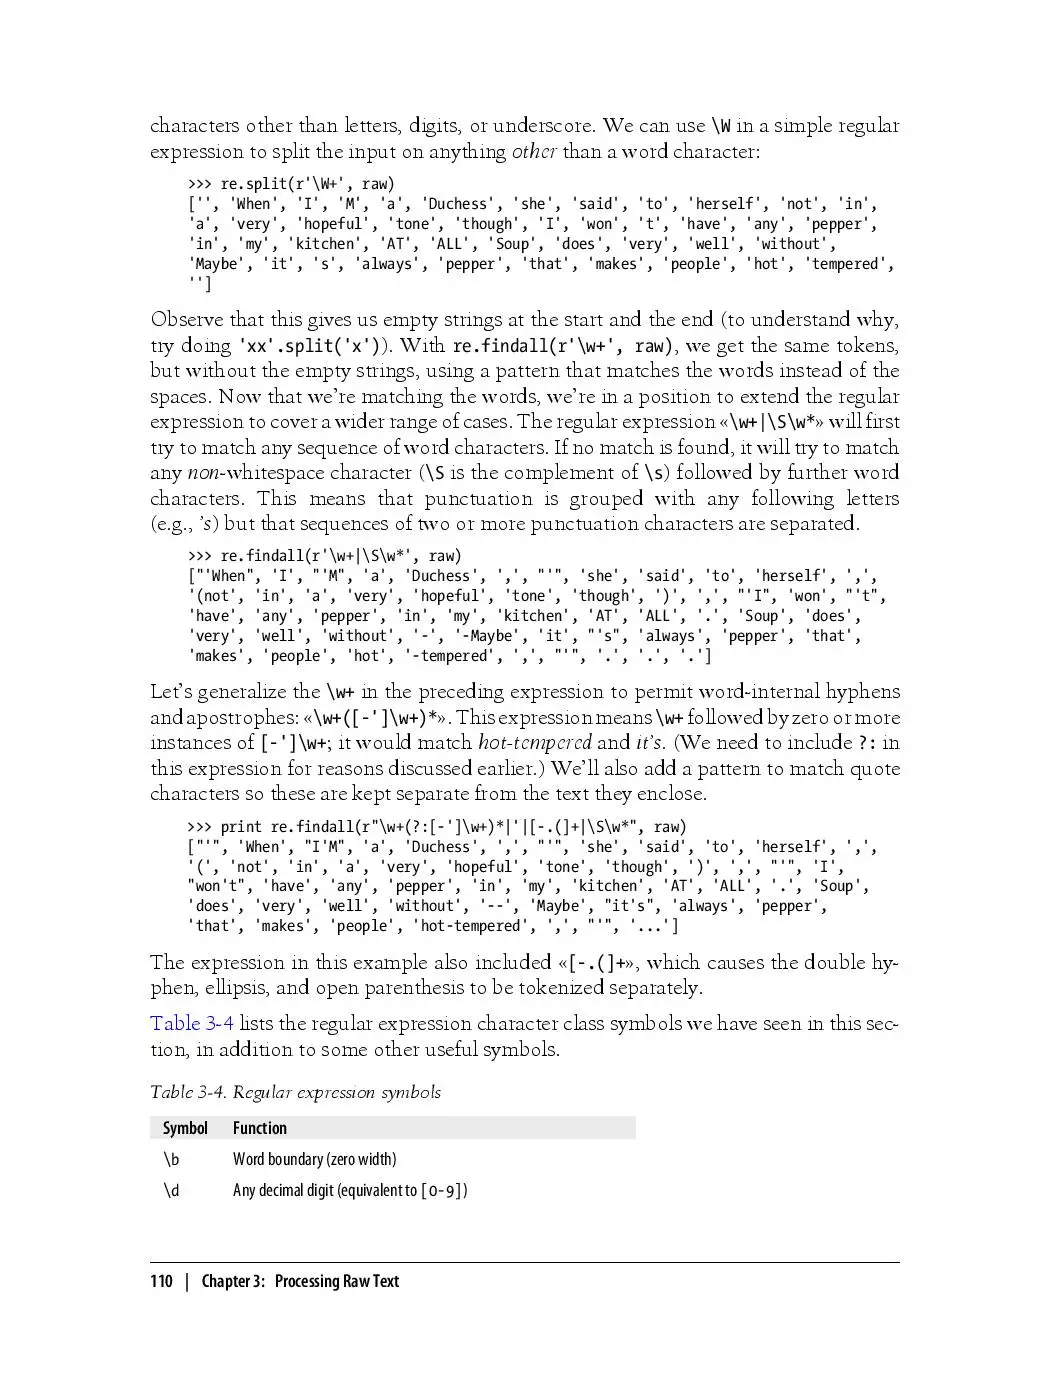 characters other than letters, digits, or underscore. We can use \W in a simple regular
expression to split the input on anything other than a word character:
>>> re.split(r'\W+', raw)
['', 'When', 'I', 'M', 'a', 'Duchess', 'she', 'said', 'to', 'herself', 'not', 'in',
'a', 'very', 'hopeful', 'tone', 'though', 'I', 'won', 't', 'have', 'any', 'pepper',
'in', 'my', 'kitchen', 'AT', 'ALL', 'Soup', 'does', 'very', 'well', 'without',
'Maybe', 'it', 's', 'always', 'pepper', 'that', 'makes', 'people', 'hot', 'tempered',
'']
Observe that this gives us empty strings at the start and the end (to understand why,
try doing 'xx'.split('x')). With re.findall(r'\w+', raw), we get the same tokens,
but without the empty strings, using a pattern that matches the words instead of the
spaces. Now that we're matching the words, we're in a position to extend the regular
expression to cover a wider range of cases. The regular expression «\w+|\S\w*» will first
try to match any sequence of word characters. If no match is found, it will try to match
any non-whitespace character (\S is the complement of \s) followed by further word
characters. This means that punctuation is grouped with any following letters
(e.g., 's) but that sequences of two or more punctuation characters are separated.
>>> re.findall(r'\w+|\S\w*', raw)
["'When", 'I', "'M", 'a', 'Duchess', ',', "'", 'she', 'said', 'to', 'herself', ',',
'(not', 'in', 'a', 'very', 'hopeful', 'tone', 'though', ')', ',', "'I", 'won', "'t",
'have', 'any', 'pepper', 'in', 'my', 'kitchen', 'AT', 'ALL', '.', 'Soup', 'does',
'very', 'well', 'without', '-', '-Maybe', 'it', "'s", 'always', 'pepper', 'that',
'makes', 'people', 'hot', '-tempered', ',', "'", '.', '.', '.']
Let's generalize the \w+ in the preceding expression to permit word-internal hyphens
and apostrophes: «\w+([-']\w+)*». This expression means \w+ followed by zero or more
instances of [-']\w+; it would match hot-tempered and it's. (We need to include ?: in
this expression for reasons discussed earlier.) We'll also add a pattern to match quote
characters so these are kept separate from the text they enclose.
>>> print re.findall(r"\w+(?:[-']\w+)*|'|[-.(]+|\S\w*", raw)
["'", 'When', "I'M", 'a', 'Duchess', ',', "'", 'she', 'said', 'to', 'herself', ',',
'(', 'not', 'in', 'a', 'very', 'hopeful', 'tone', 'though', ')', ',', "'", 'I',
"won't", 'have', 'any', 'pepper', 'in', 'my', 'kitchen', 'AT', 'ALL', '.', 'Soup',
'does', 'very', 'well', 'without', '--', 'Maybe', "it's", 'always', 'pepper',
'that', 'makes', 'people', 'hot-tempered', ',', "'", '...']
The expression in this example also included «[-.(]+», which causes the double hy-
phen, ellipsis, and open parenthesis to be tokenized separately.
Table 3-4 lists the regular expression character class symbols we have seen in this sec-
tion, in addition to some other useful symbols.
Table 3-4. Regular expression symbols
Symbol Function
\b Word boundary (zero width)
\d Any decimal digit (equivalent to [0-9])
110 | Chapter 3: Processing Raw Text